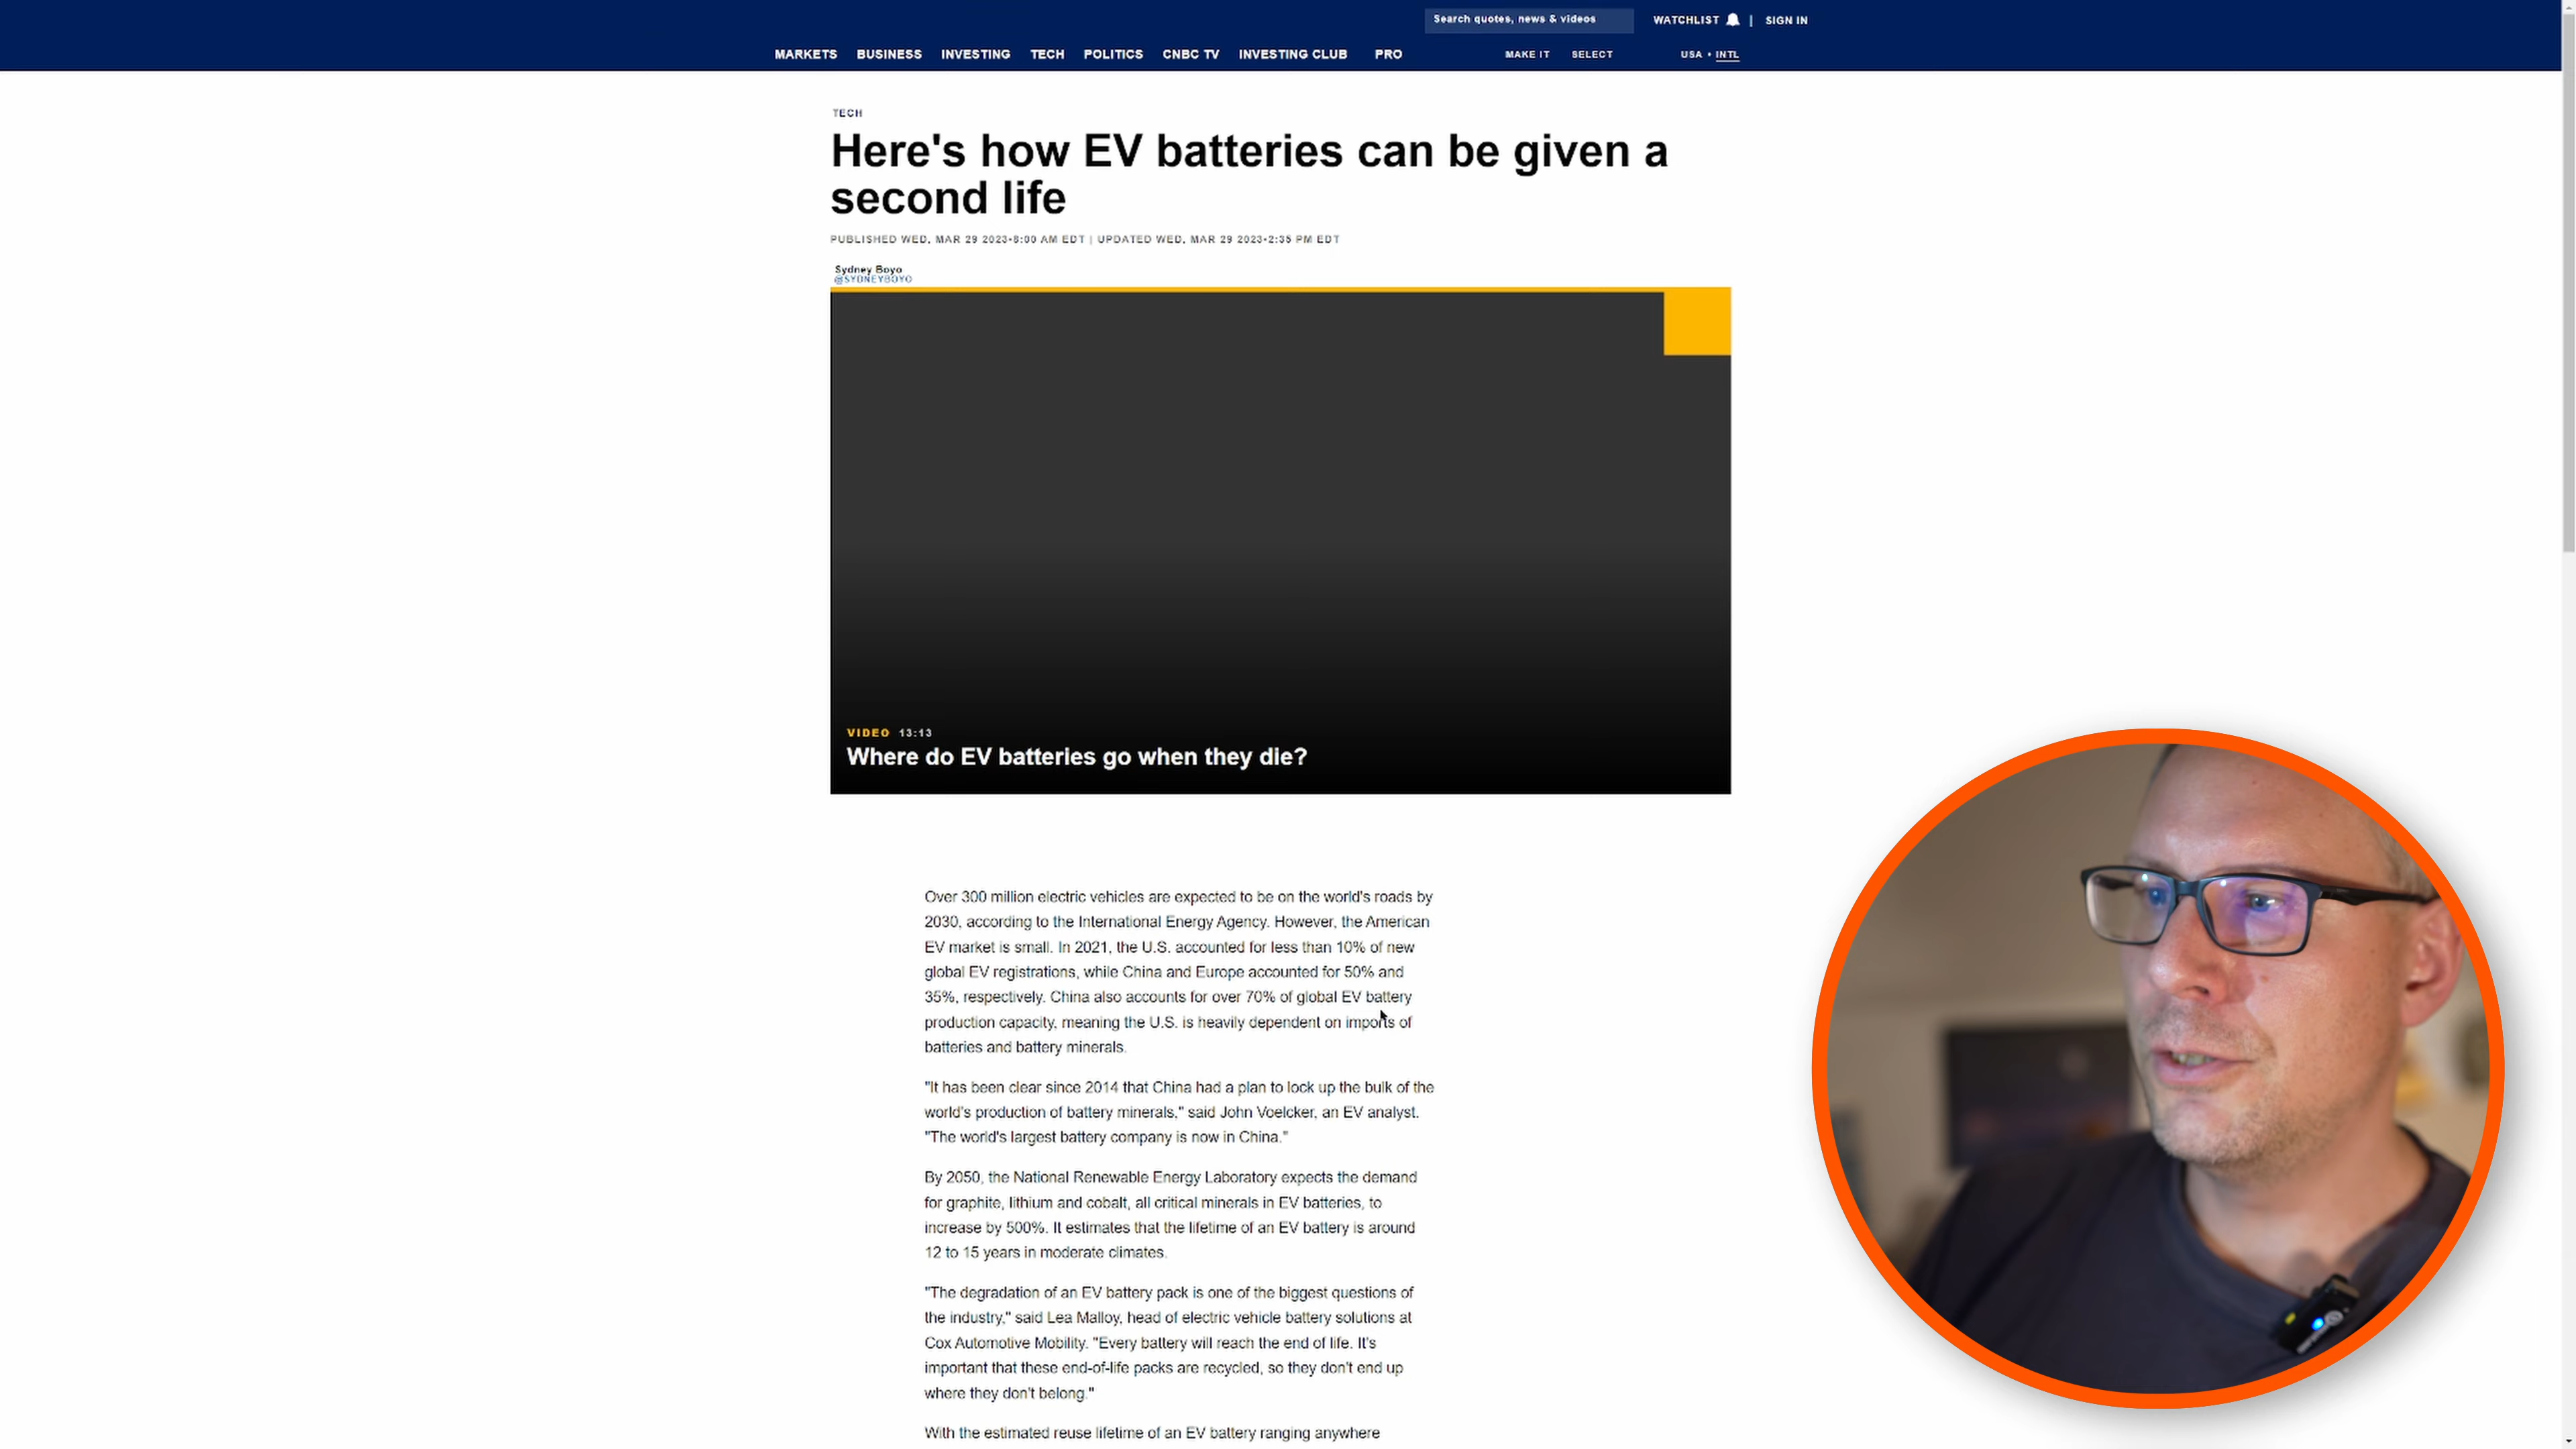 Search quotes, news & videos
WATCHLIST | SIGN IN
MARKETS BUSINESS INVESTING TECH POLITICS CNBC TV INVESTING CLUB PRO MAKE IT SELECT USA • INTL
TECH
Here's how EV batteries can be given a
second life
PUBLISHED WED, MAR 29 2023•8:00 AM EDT | UPDATED WED, MAR 29 2023•2:35 PM EDT
Sydney Boyo
@SYDNEYBOYO
VIDEO 13:13
Where do EV batteries go when they die?
Over 300 million electric vehicles are expected to be on the world's roads by
2030, according to the International Energy Agency. However, the American
EV market is small. In 2021, the U.S. accounted for less than 10% of new
global EV registrations, while China and Europe accounted for 50% and
35%, respectively. China also accounts for over 70% of global EV battery
production capacity, meaning the U.S. is heavily dependent on imports of
batteries and battery minerals.
"It has been clear since 2014 that China had a plan to lock up the bulk of the
world's production of battery minerals," said John Voelcker, an EV analyst.
"The world's largest battery company is now in China."
By 2050, the National Renewable Energy Laboratory expects the demand
for graphite, lithium and cobalt, all critical minerals in EV batteries, to
increase by 500%. It estimates that the lifetime of an EV battery is around
12 to 15 years in moderate climates.
"The degradation of an EV battery pack is one of the biggest questions of
the industry," said Lea Malloy, head of electric vehicle battery solutions at
Cox Automotive Mobility. "Every battery will reach the end of life. It's
important that these end-of-life packs are recycled, so they don't end up
where they don't belong."
With the estimated reuse lifetime of an EV battery ranging anywhere